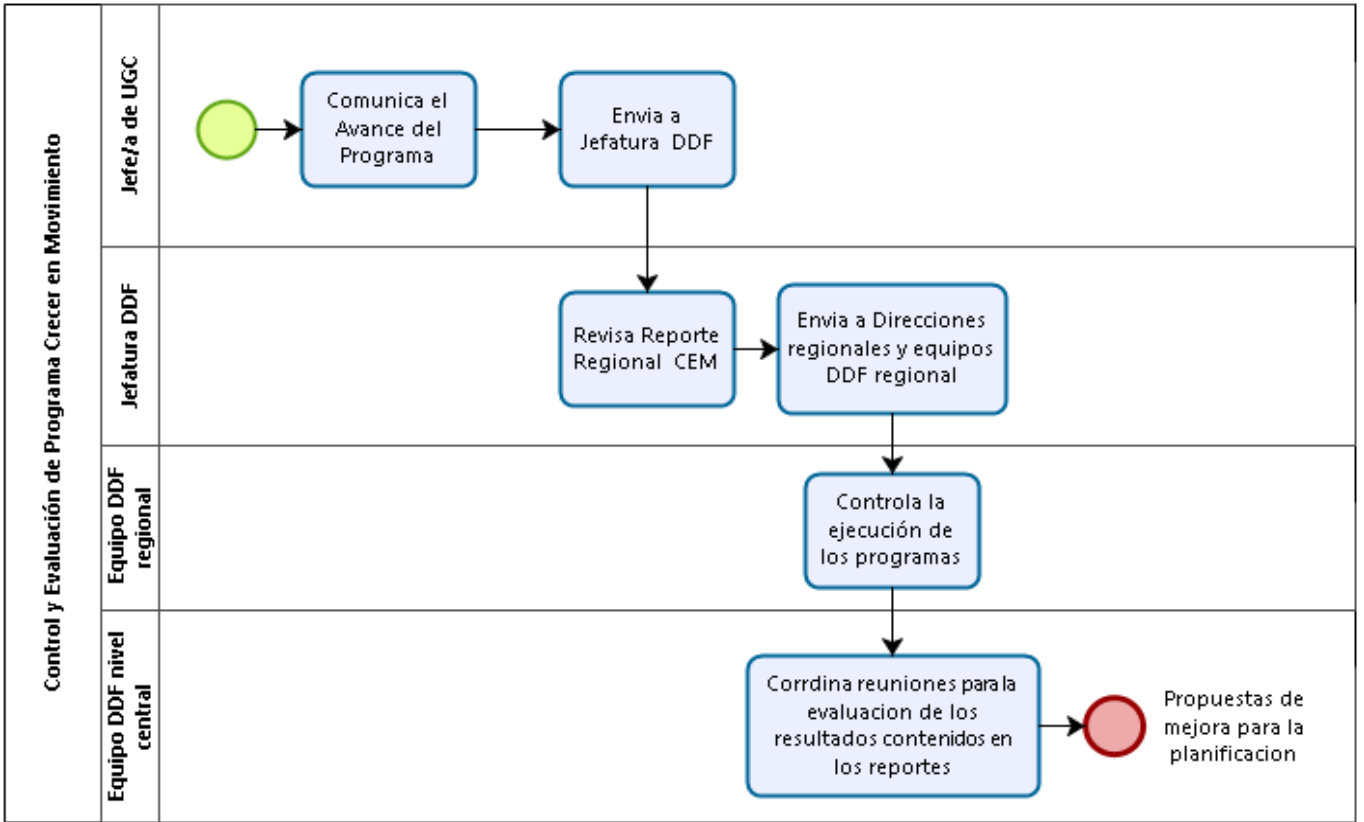 Control y Evaluación de Programa Crecer en Movimiento
Jefe/a de UGC
Comunica el
Avance del
Programa
Envia a
Jefatura DDF
Jefatura DDF
Revisa Reporte
Regional CEM
Envia a Direcciones
regionales y equipos
DDF regional
Equipo DDF
regional
Controla la
ejecución de
los programas
Equipo DDF nivel
central
Corrdina reuniones para la
evaluacion de los
resultados contenidos en
los reportes
Propuestas de
mejora para la
planificacion